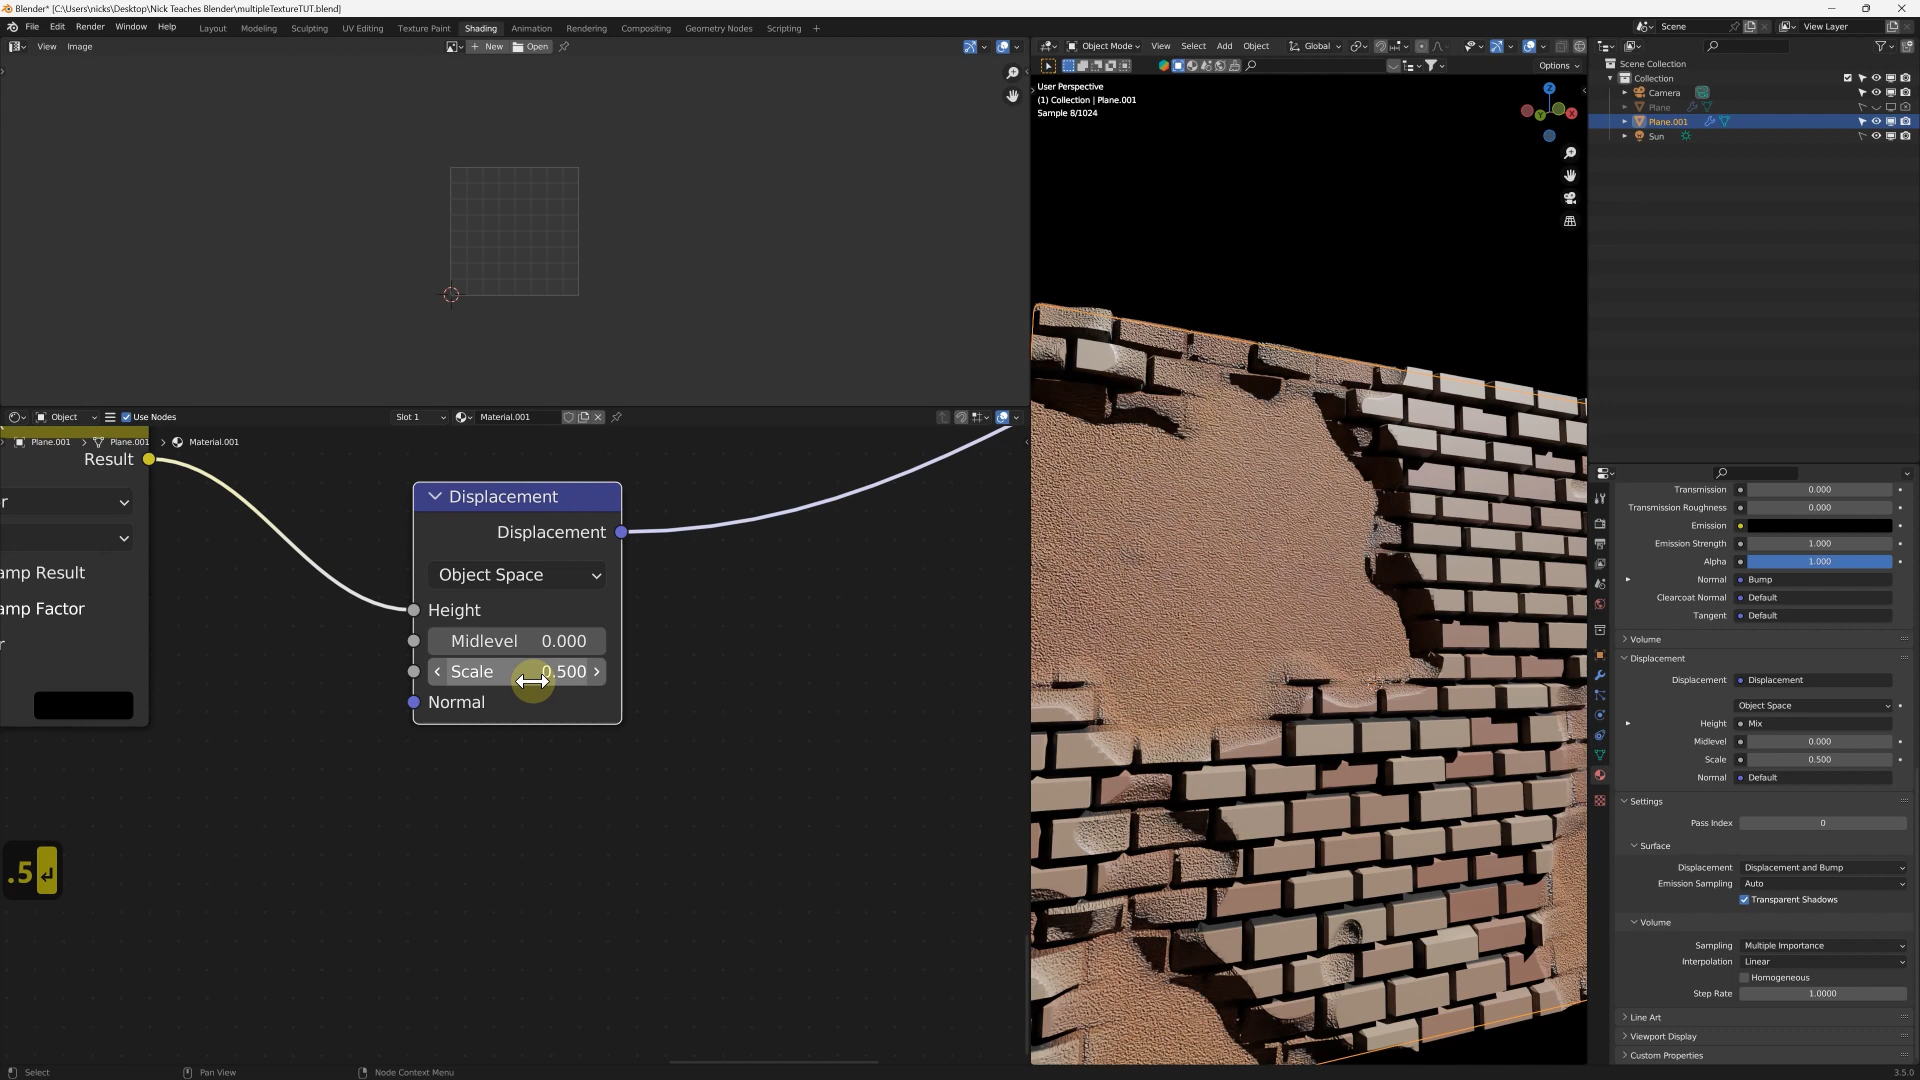 Blender* [C:\Users\nicks\Desktop\Nick Teaches Blender\multipleTextureTUT.blend]
File Edit Render Window Help Layout Modeling Sculpting UV Editing Texture Paint Shading Animation Rendering Compositing Geometry Nodes Scripting +
Scene View Layer
View Image
New Open
Object Mode View Select Add Object Global
Options
User Perspective
(1) Collection | Plane.001
Sample 8/1024
Z
X
Y
Scene Collection
Collection
Camera
Plane
Plane.001
Sun
Object Use Nodes Slot 1 Material.001
Plane.001 > Plane.001 > Material.001
Result
r
amp Result
amp Factor
r
Displacement
Displacement
Object Space
Height
Midlevel 0.000
Scale 0.500
Normal
.5
Transmission 0.000
Transmission Roughness 0.000
Emission
Emission Strength 1.000
Alpha 1.000
Normal Bump
Clearcoat Normal Default
Tangent Default
Volume
Displacement
Displacement Displacement
Object Space
Height Mix
Midlevel 0.000
Scale 0.500
Normal Default
Settings
Pass Index 0
Surface
Displacement Displacement and Bump
Emission Sampling Auto
Transparent Shadows
Volume
Sampling Multiple Importance
Interpolation Linear
Homogeneous
Step Rate 1.0000
Line Art
Viewport Display
Custom Properties
Select Pan View Node Context Menu
3.5.0